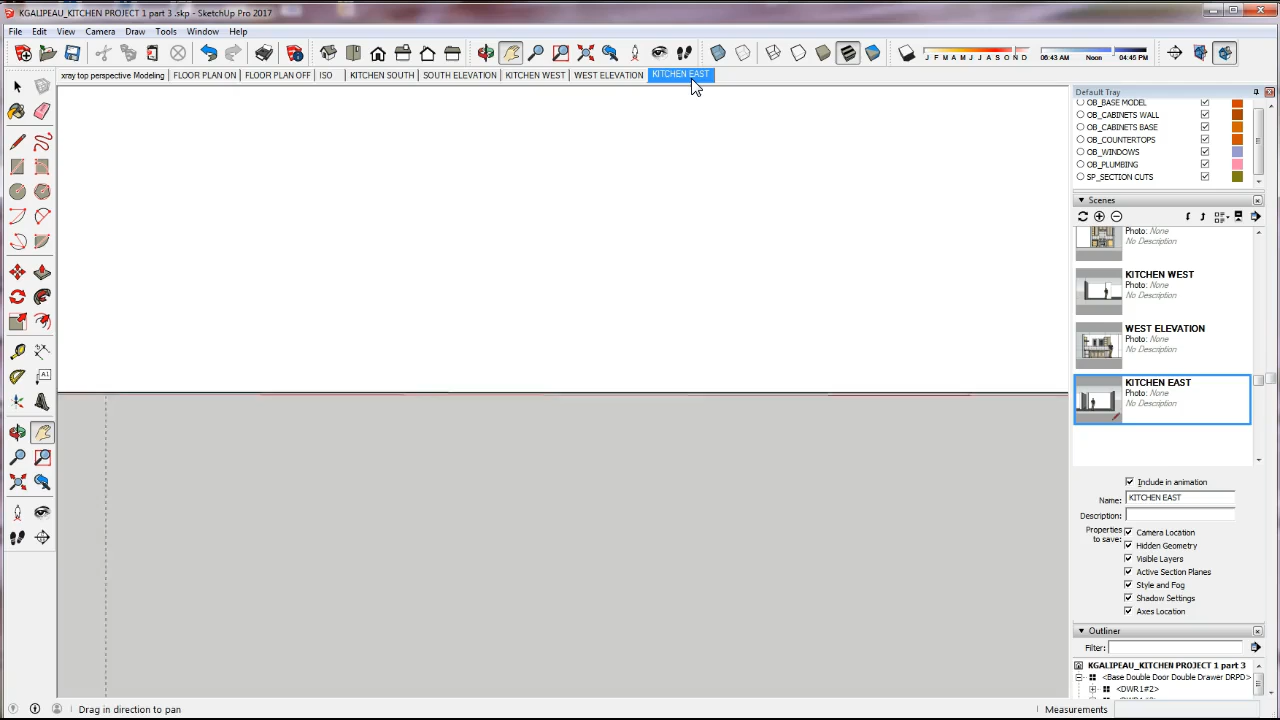 KGALIPEAU_KITCHEN PROJECT 1 part 3 .skp - SketchUp Pro 2017
File Edit View Camera Draw Tools Window Help
J F M A M J J A S O N D
06:43 AM Noon 04:45 PM
xray top perspective Modeling FLOOR PLAN ON FLOOR PLAN OFF ISO KITCHEN SOUTH SOUTH ELEVATION KITCHEN WEST WEST ELEVATION KITCHEN EAST
Default Tray
OB_BASE MODEL
OB_CABINETS WALL
OB_CABINETS BASE
OB_COUNTERTOPS
OB_WINDOWS
OB_PLUMBING
SP_SECTION CUTS
Scenes
Photo: None
No Description
KITCHEN WEST
Photo: None
No Description
WEST ELEVATION
Photo: None
No Description
KITCHEN EAST
Photo: None
No Description
Include in animation
Name: KITCHEN EAST
Description:
Properties to save:
Camera Location
Hidden Geometry
Visible Layers
Active Section Planes
Style and Fog
Shadow Settings
Axes Location
Outliner
Filter:
KGALIPEAU_KITCHEN PROJECT 1 part 3
<Base Double Door Double Drawer DRPD>
<DWR1#2>
Drag in direction to pan
Measurements